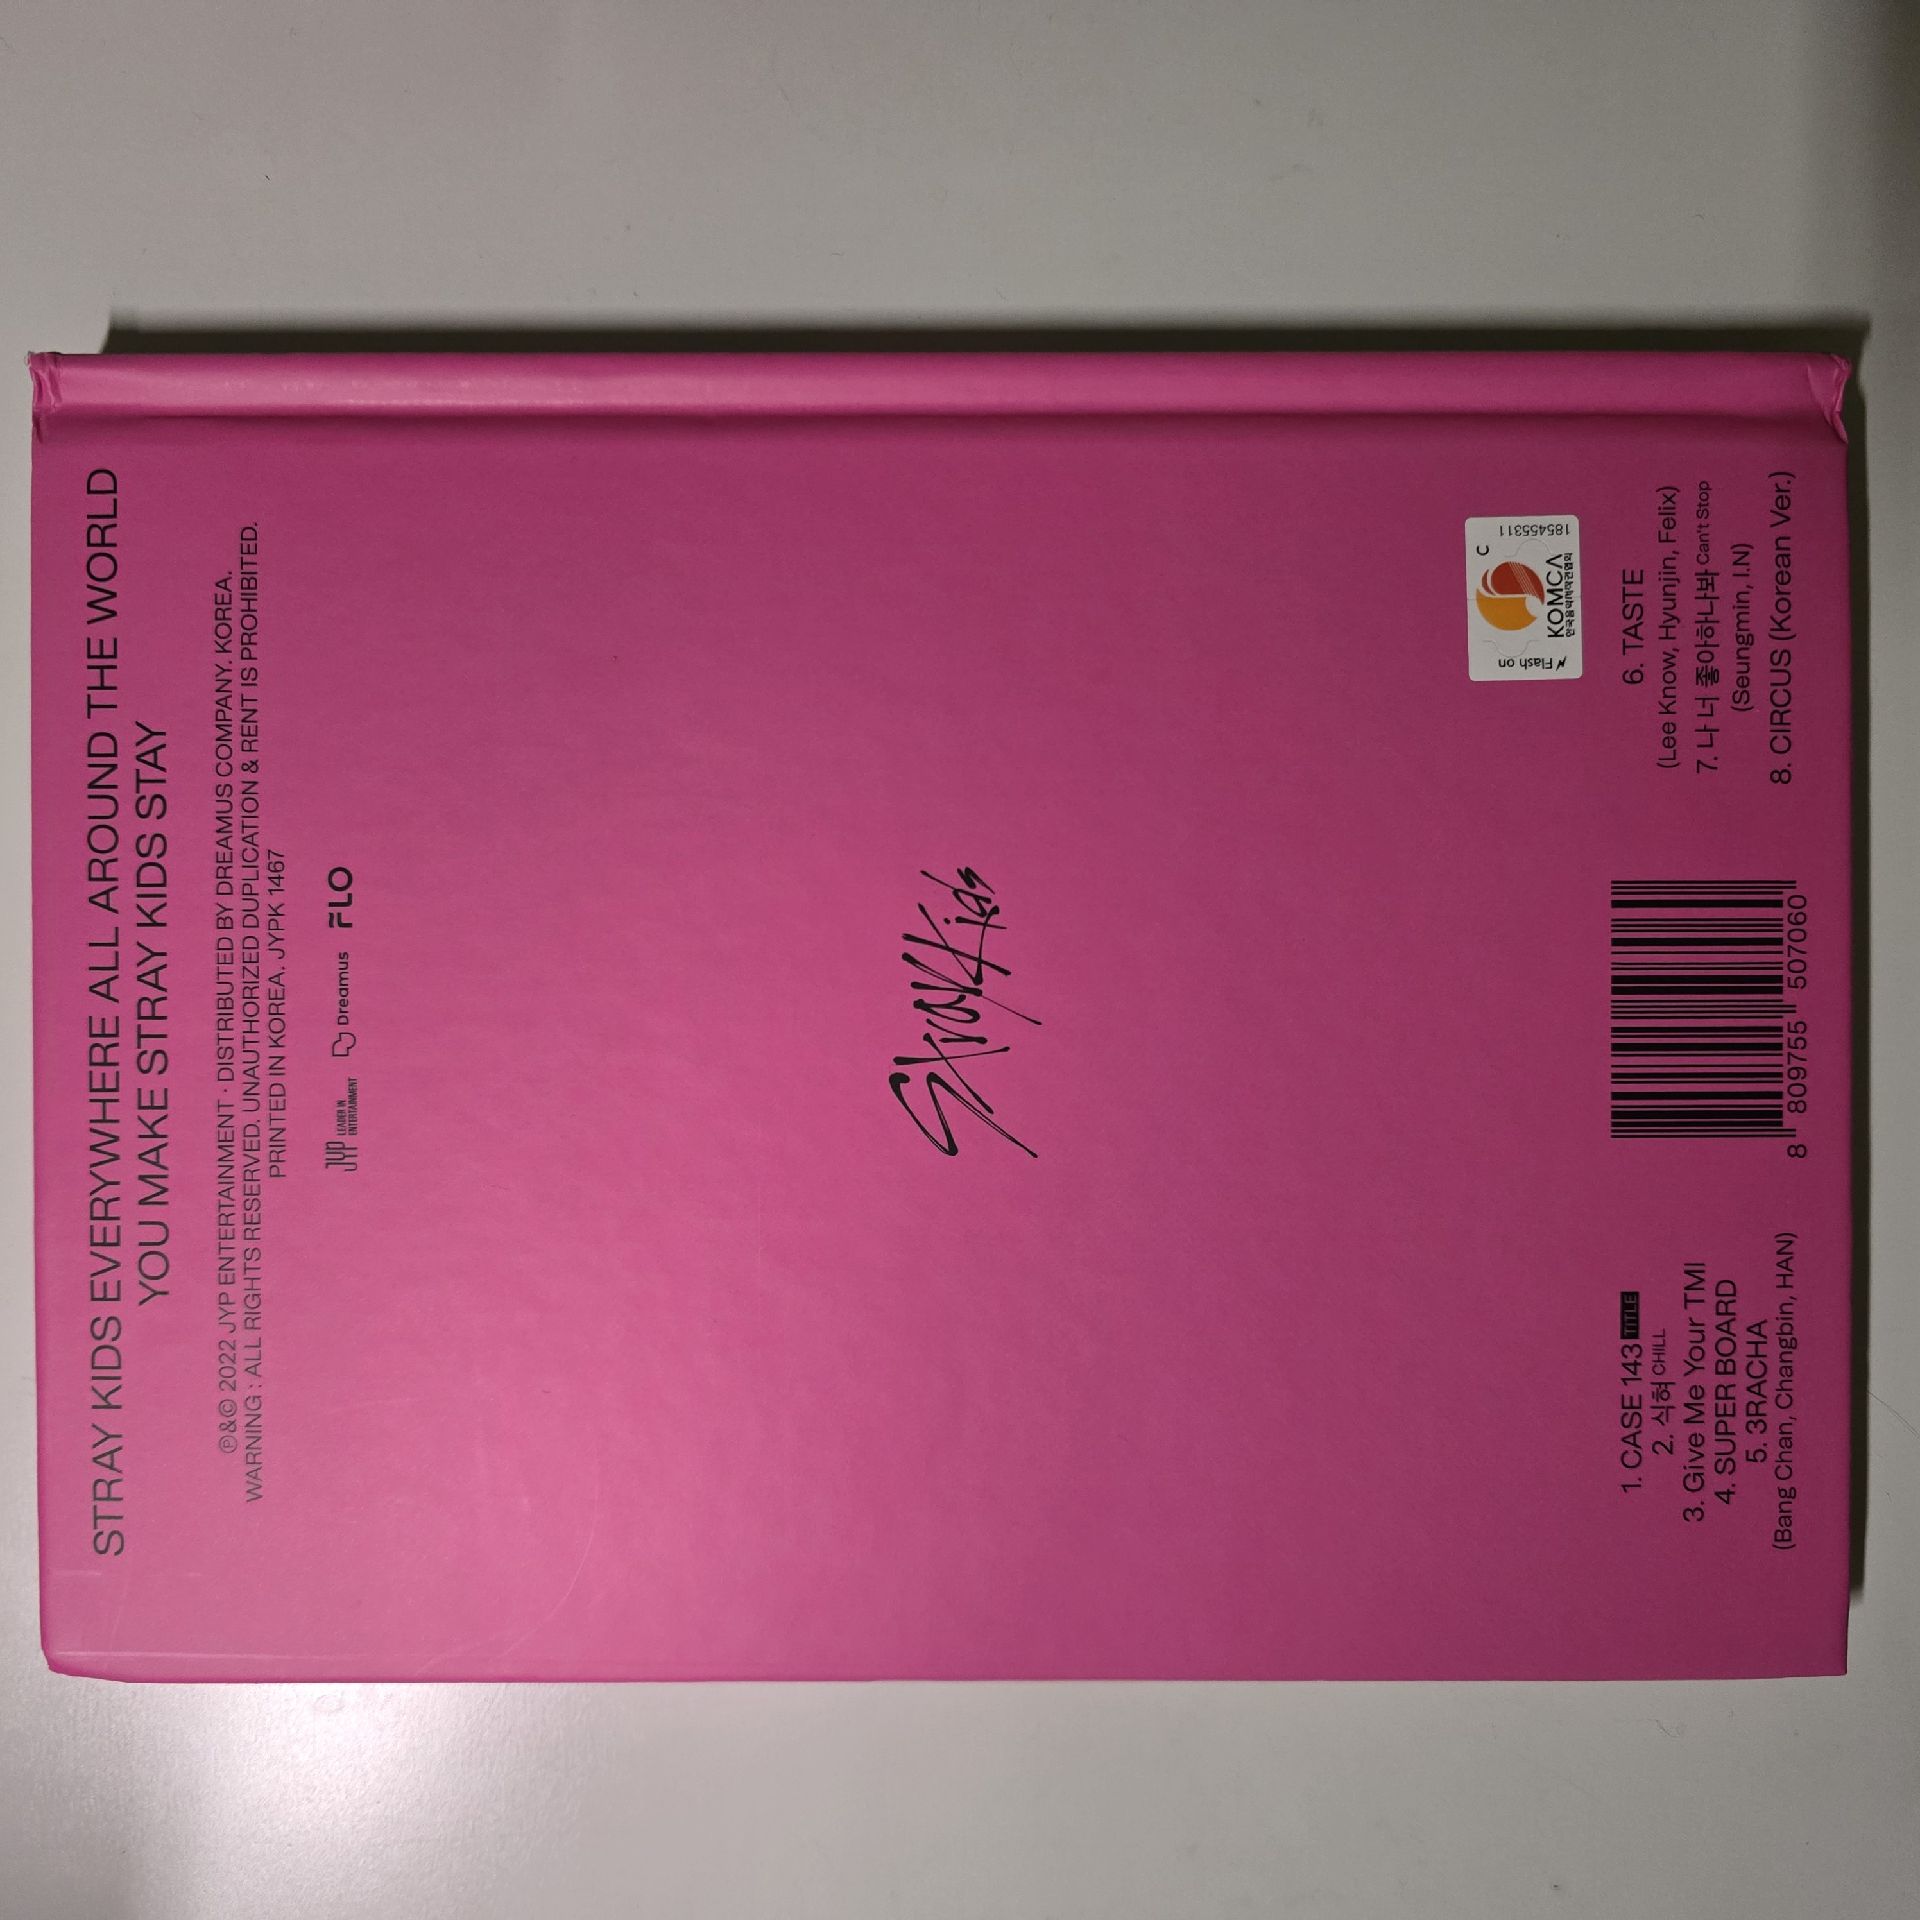 STRAY KIDS EVERYWHERE ALL AROUND THE WORLD
YOU MAKE STRAY KIDS STAY
℗&© 2022 JYP ENTERTAINMENT · DISTRIBUTED BY DREAMUS COMPANY. KOREA.
WARNING : ALL RIGHTS RESERVED. UNAUTHORIZED DUPLICATION & RENT IS PROHIBITED.
PRINTED IN KOREA. JYPK 1467
JYP LEADER IN
ENTERTAINMENT
Dreamus
FLO
Stray Kids
Flash on
C
KOMCA
한국음악저작권협회
185455311
1. CASE 143 TITLE
2. 식혀 CHILL
3. Give Me Your TMI
4. SUPER BOARD
5. 3RACHA
(Bang Chan, Changbin, HAN)
8 809755 507060
6. TASTE
(Lee Know, Hyunjin, Felix)
7. 나 너 좋아하나봐 Can't Stop
(Seungmin, I.N)
8. CIRCUS (Korean Ver.)